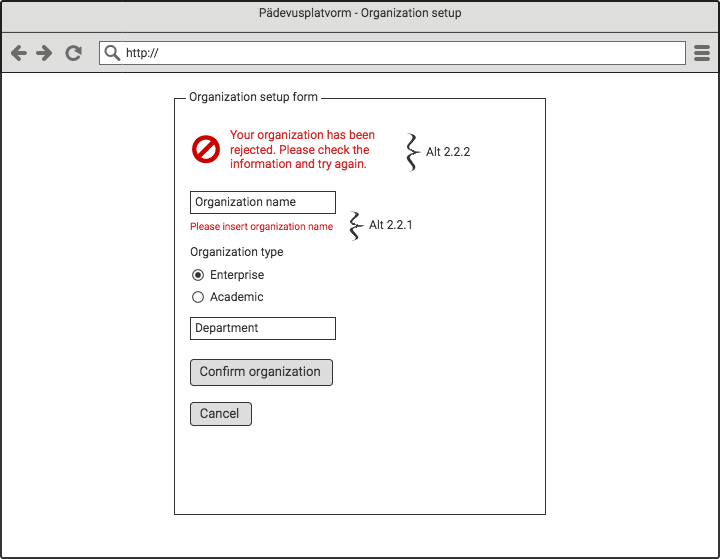 Pädevusplatvorm - Organization setup
http://
Organization setup form
Your organization has been
rejected. Please check the
information and try again.
Alt 2.2.2
Organization name
Please insert organization name
Alt 2.2.1
Organization type
Enterprise
Academic
Department
Confirm organization
Cancel